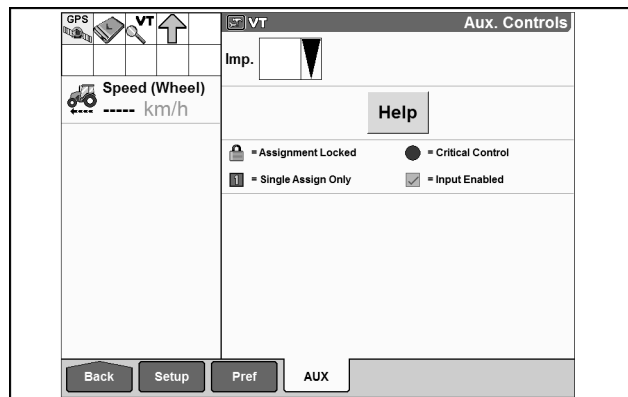 GPS
VT
VT
Aux. Controls
Imp.
Speed (Wheel)
----- km/h
Help
= Assignment Locked
= Critical Control
1 = Single Assign Only
= Input Enabled
Back
Setup
Pref
AUX